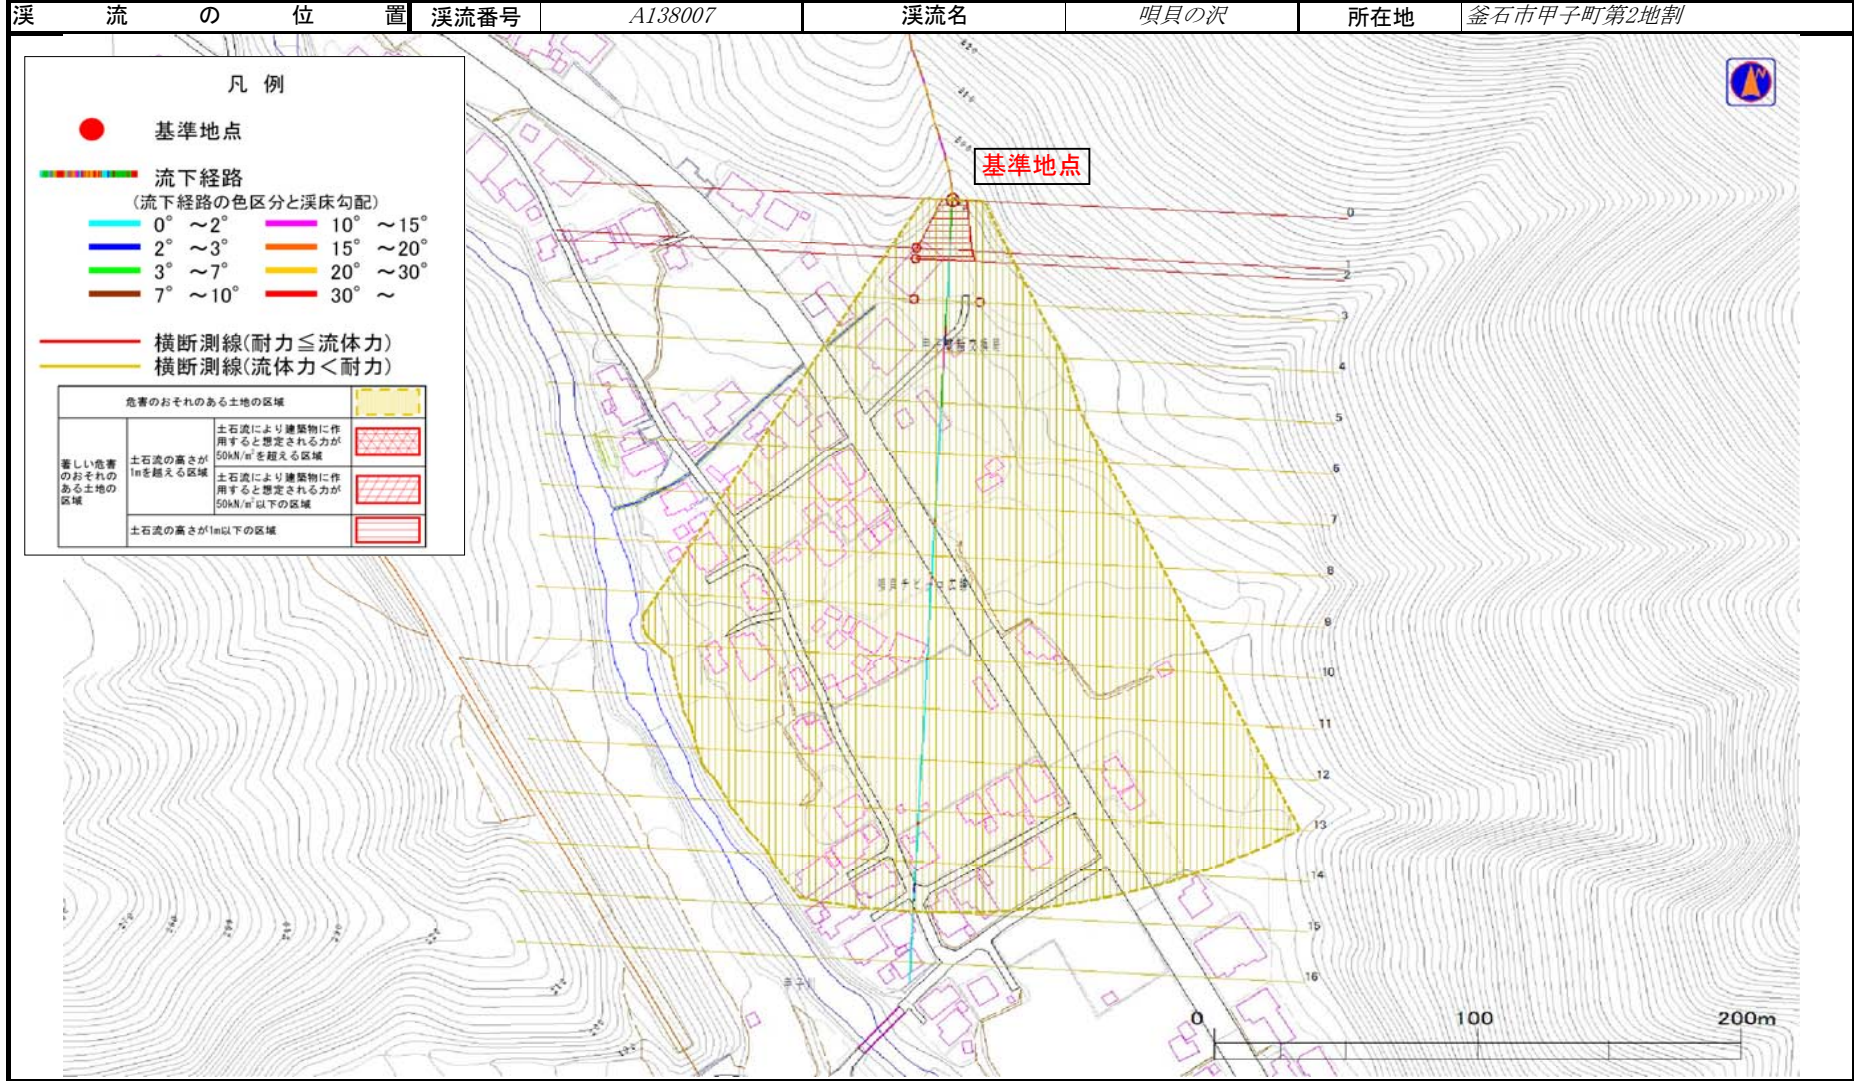 渓流の位置 渓流番号 A138007 渓流名 唄貝の沢 所在地 釜石市甲子町第2地割
凡 例
基準地点
流下経路
(流下経路の色区分と渓床勾配)
0° ～2° 10° ～15°
2° ～3° 15° ～20°
3° ～7° 20° ～30°
7° ～10° 30° ～
横断測線(耐力≦流体力)
横断測線(流体力＜耐力)
危害のおそれのある土地の区域
著しい危害
のおそれの
ある土地の
区域
土石流の高さが
1mを越える区域
土石流により建築物に作
用すると想定される力が
50kN/m²を超える区域
土石流により建築物に作
用すると想定される力が
50kN/m²以下の区域
土石流の高さが1m以下の区域
基準地点
N
220
210
200
0
1
2
3
4
5
6
7
8
9
10
11
12
13
14
15
16
0 100 200m